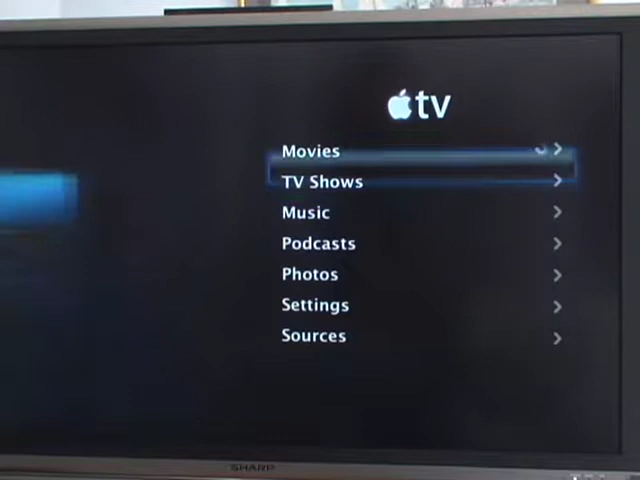 tv
Movies
TV Shows
Music
Podcasts
Photos
Settings
Sources
SHARP